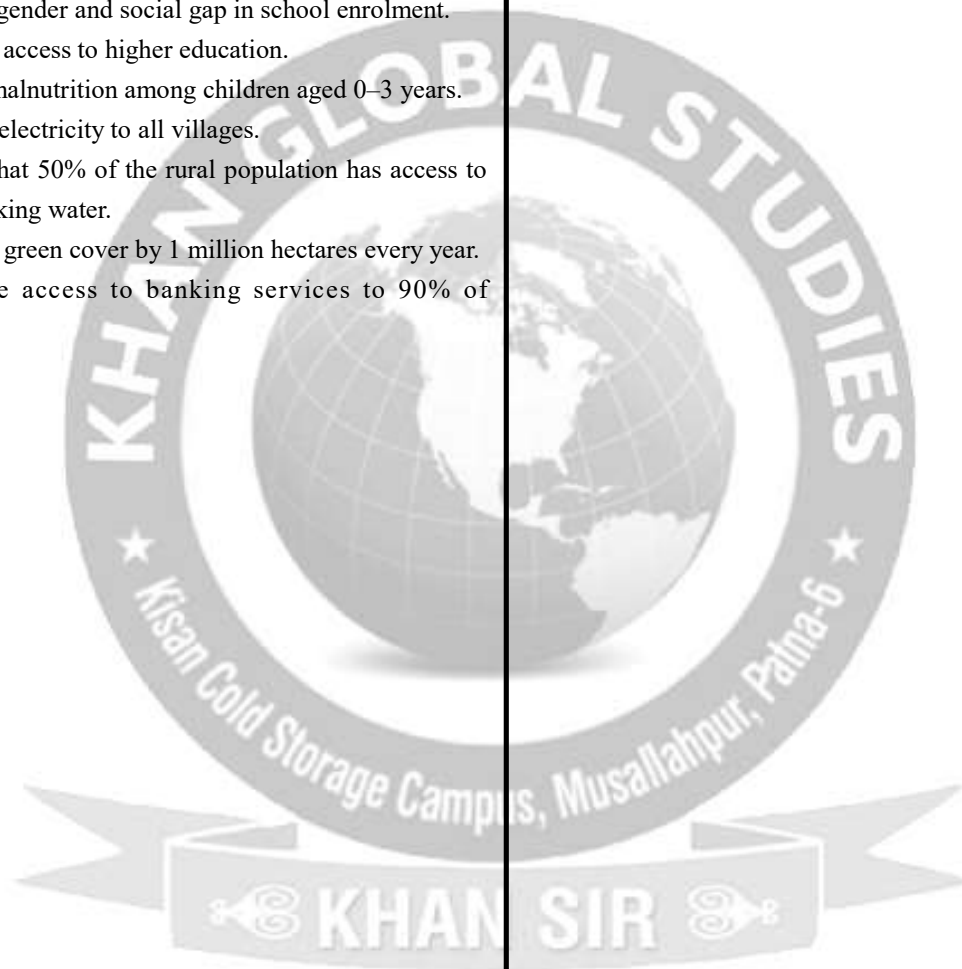 gender and social gap in school enrolment.
access to higher education.
malnutrition among children aged 0–3 years.
electricity to all villages.
that 50% of the rural population has access to
king water.
green cover by 1 million hectares every year.
e access to banking services to 90% of
KHAN GLOBAL STUDIES
Kisan Cold Storage Campus, Musallahpur, Patna-6
KHAN SIR